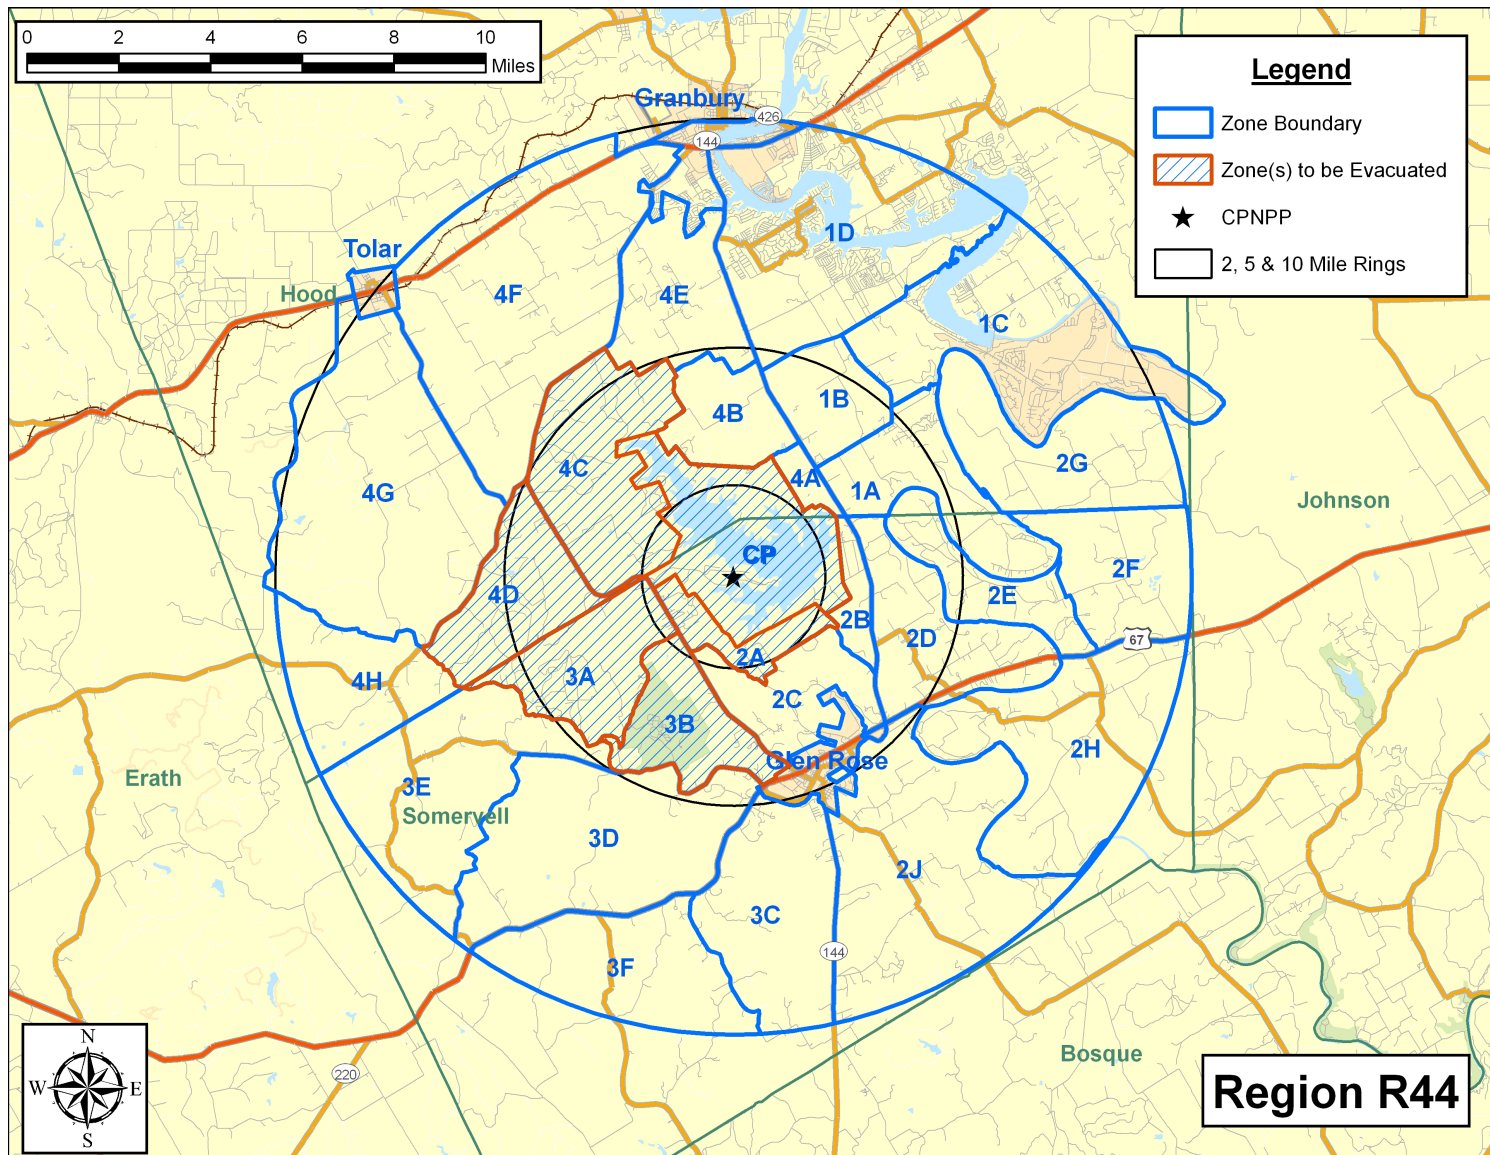 0 2 4 6 8 10
Miles
Legend
Zone Boundary
Zone(s) to be Evacuated
CPNPP
2, 5 & 10 Mile Rings
Granbury
426
144
1D
Tolar
Hood
4F
4E
1C
4B
1B
4C
4A
1A
2G
4G
Johnson
CP
4D
2B
2E
2F
2D
67
2A
3A
4H
2C
3B
2H
Glen Rose
Erath
3E
Somervell
3D
2J
3C
144
3F
N
W E
S
220
Bosque
Region R44